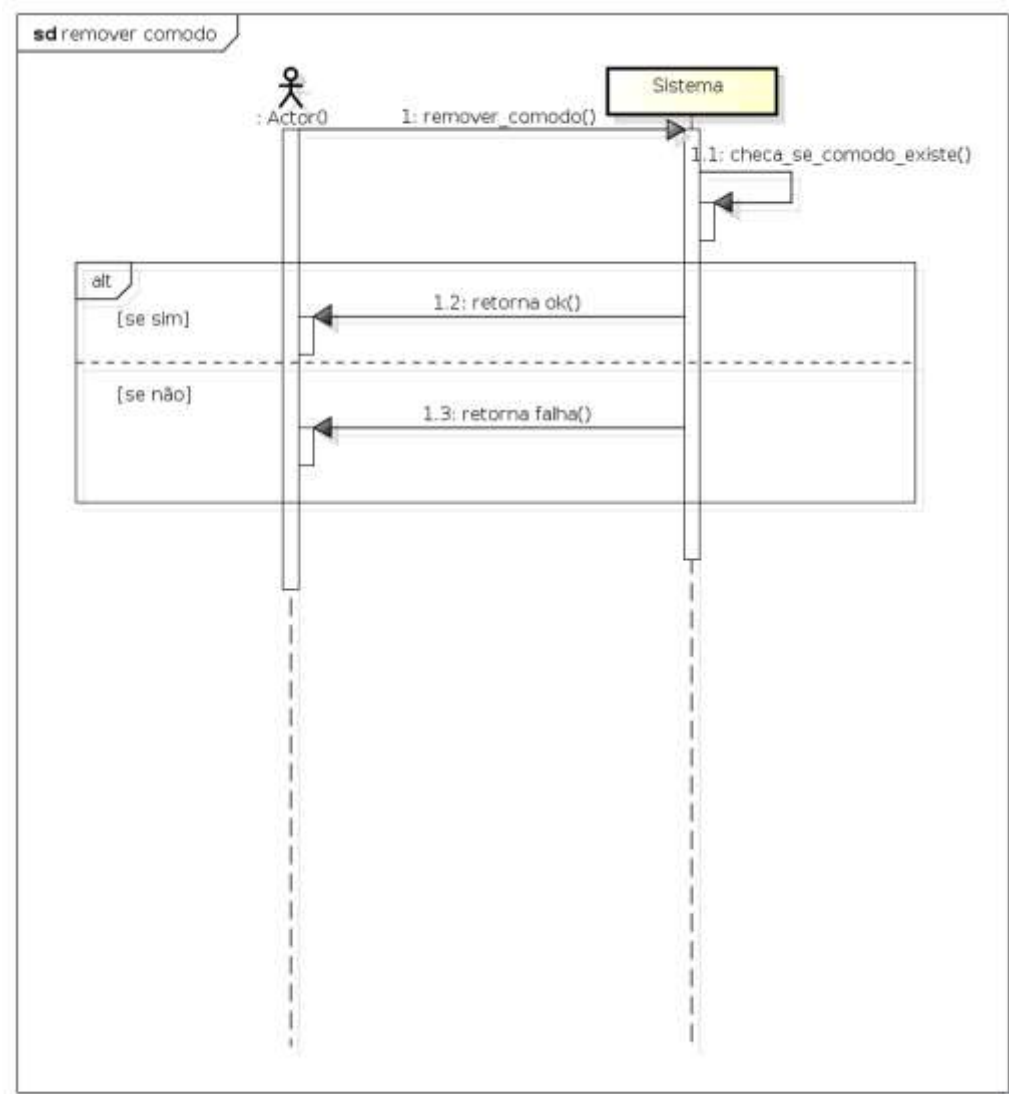 sd remover comodo
: Actor0
Sistema
1: remover_comodo()
1.1: checa_se_comodo_existe()
alt
[se sim]
1.2: retorna ok()
[se não]
1.3: retorna falha()